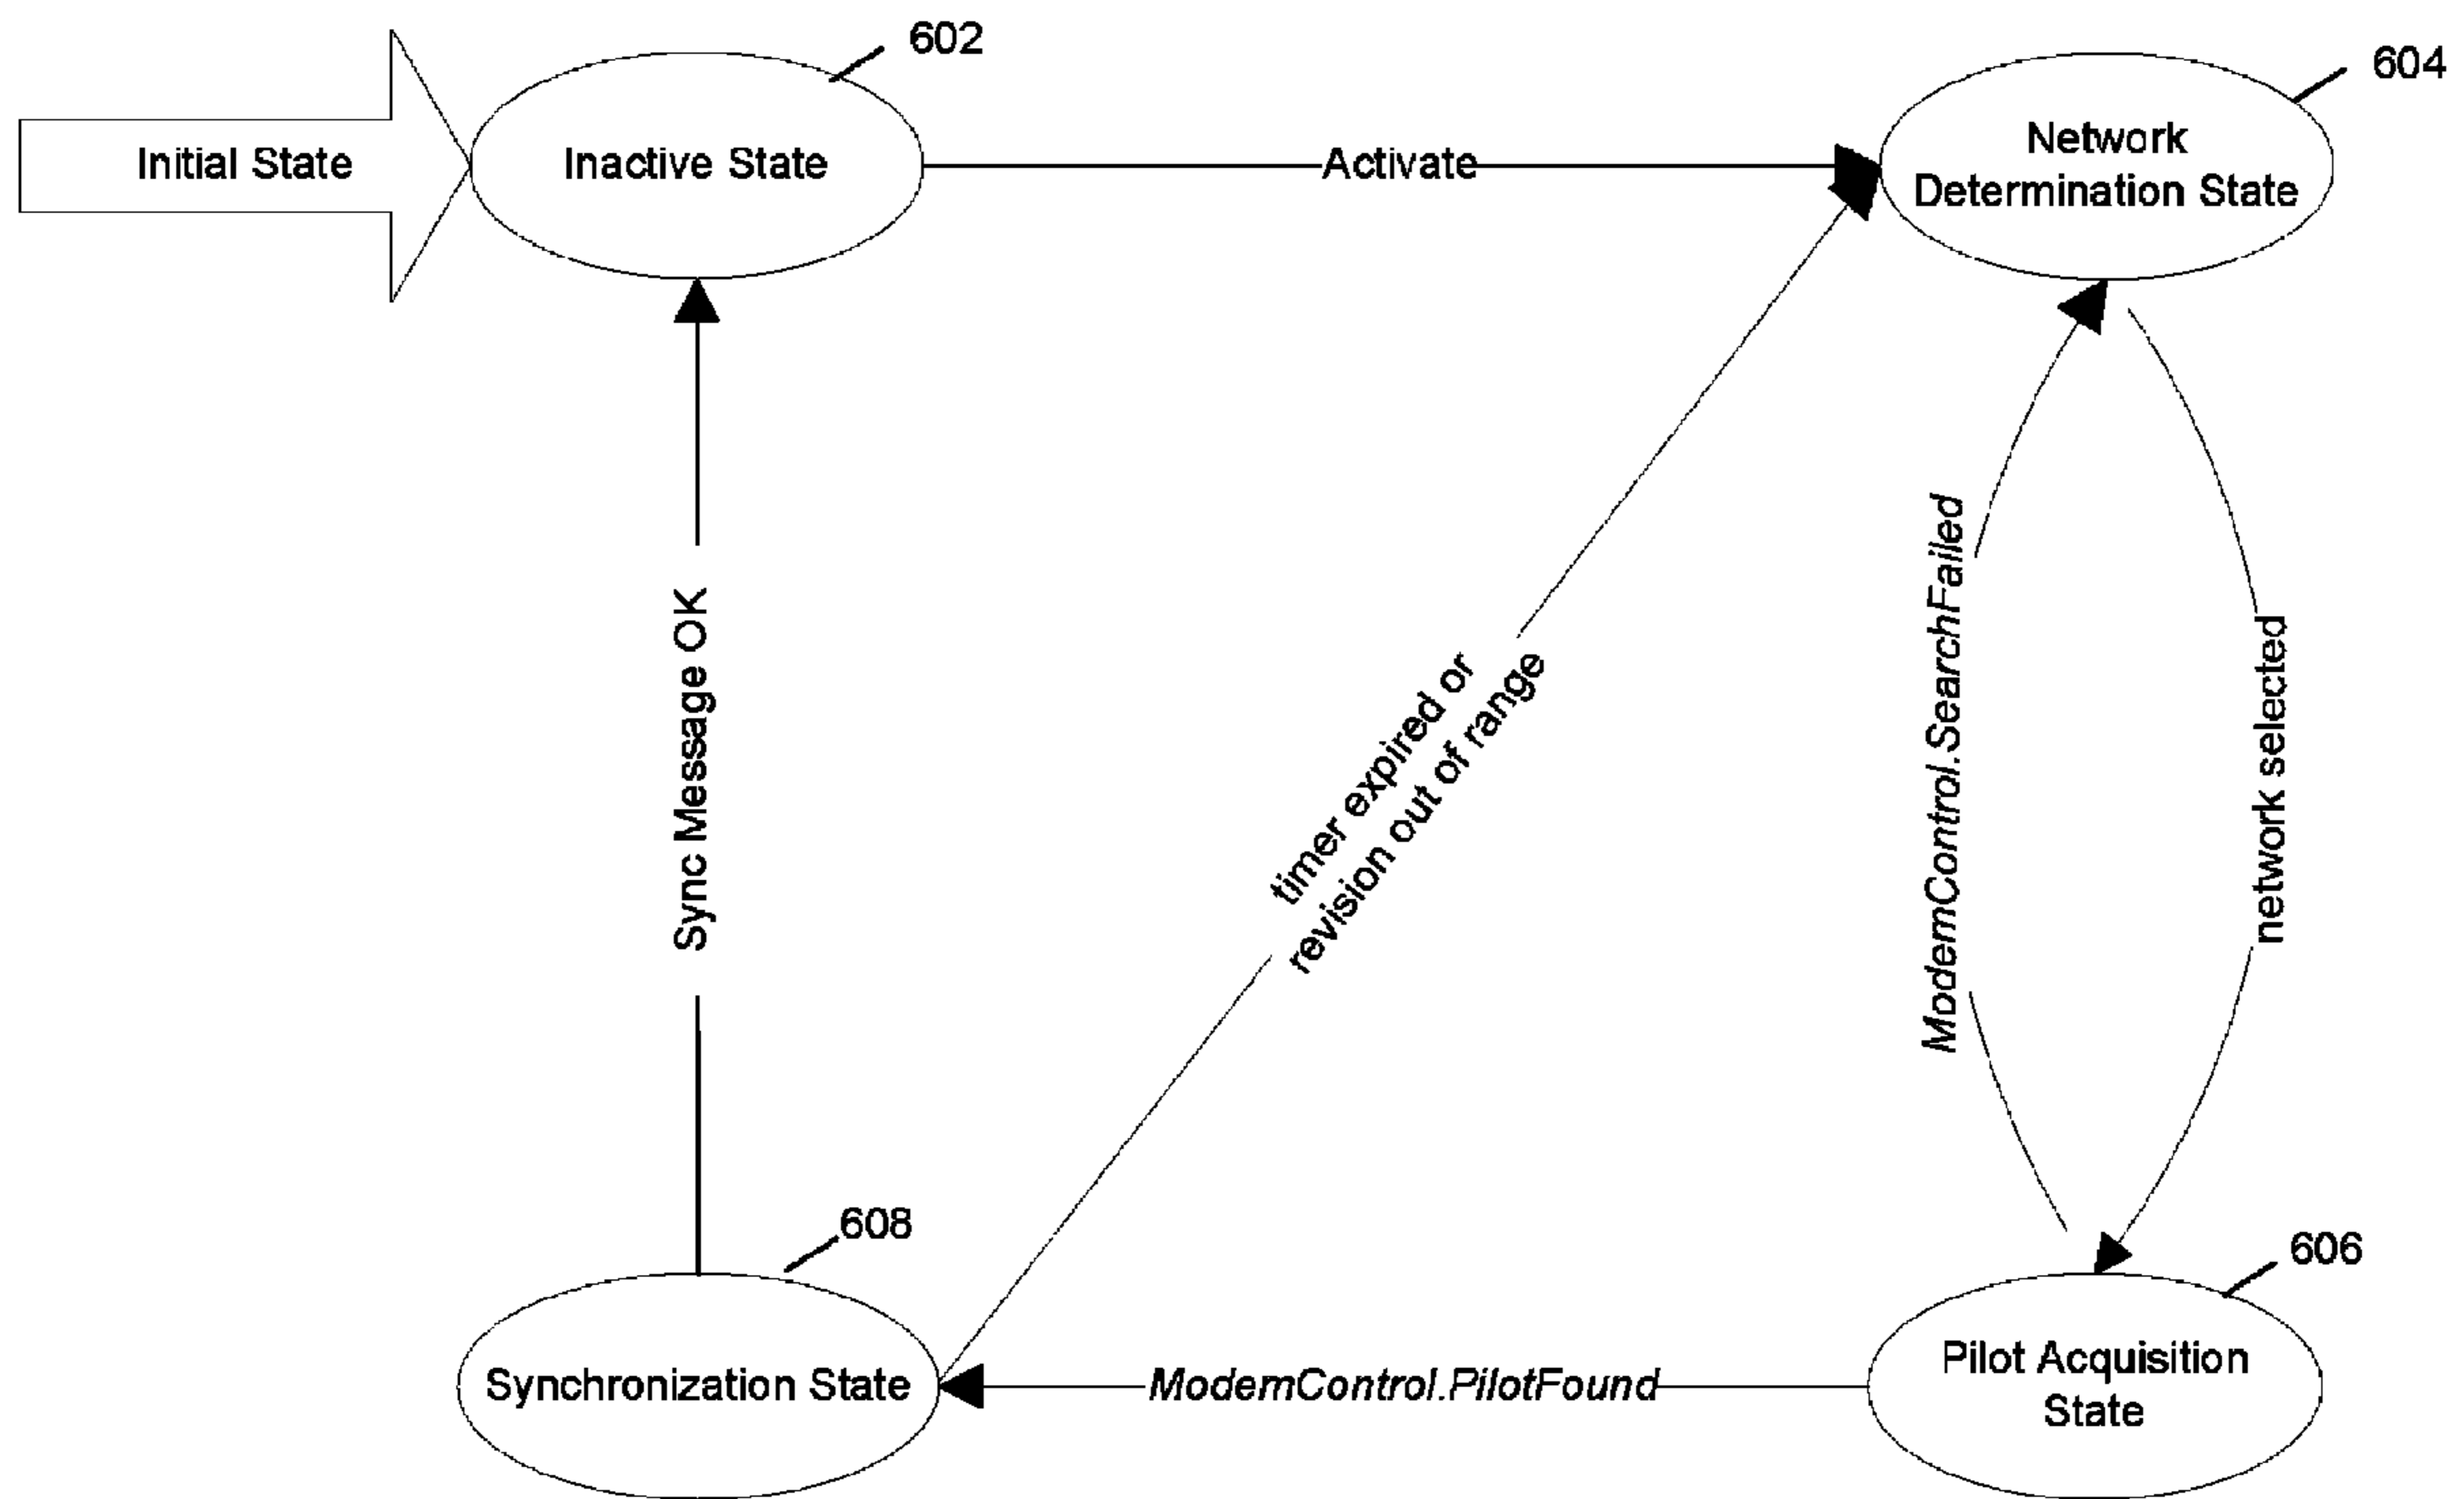 602
604
Initial State
Inactive State
Activate
Network
Determination State
Sync Message OK
timer expired or
revision out of range
ModemControl.SearchFailed
network selected
608
606
Synchronization State
ModemControl.PilotFound
Pilot Acquisition
State